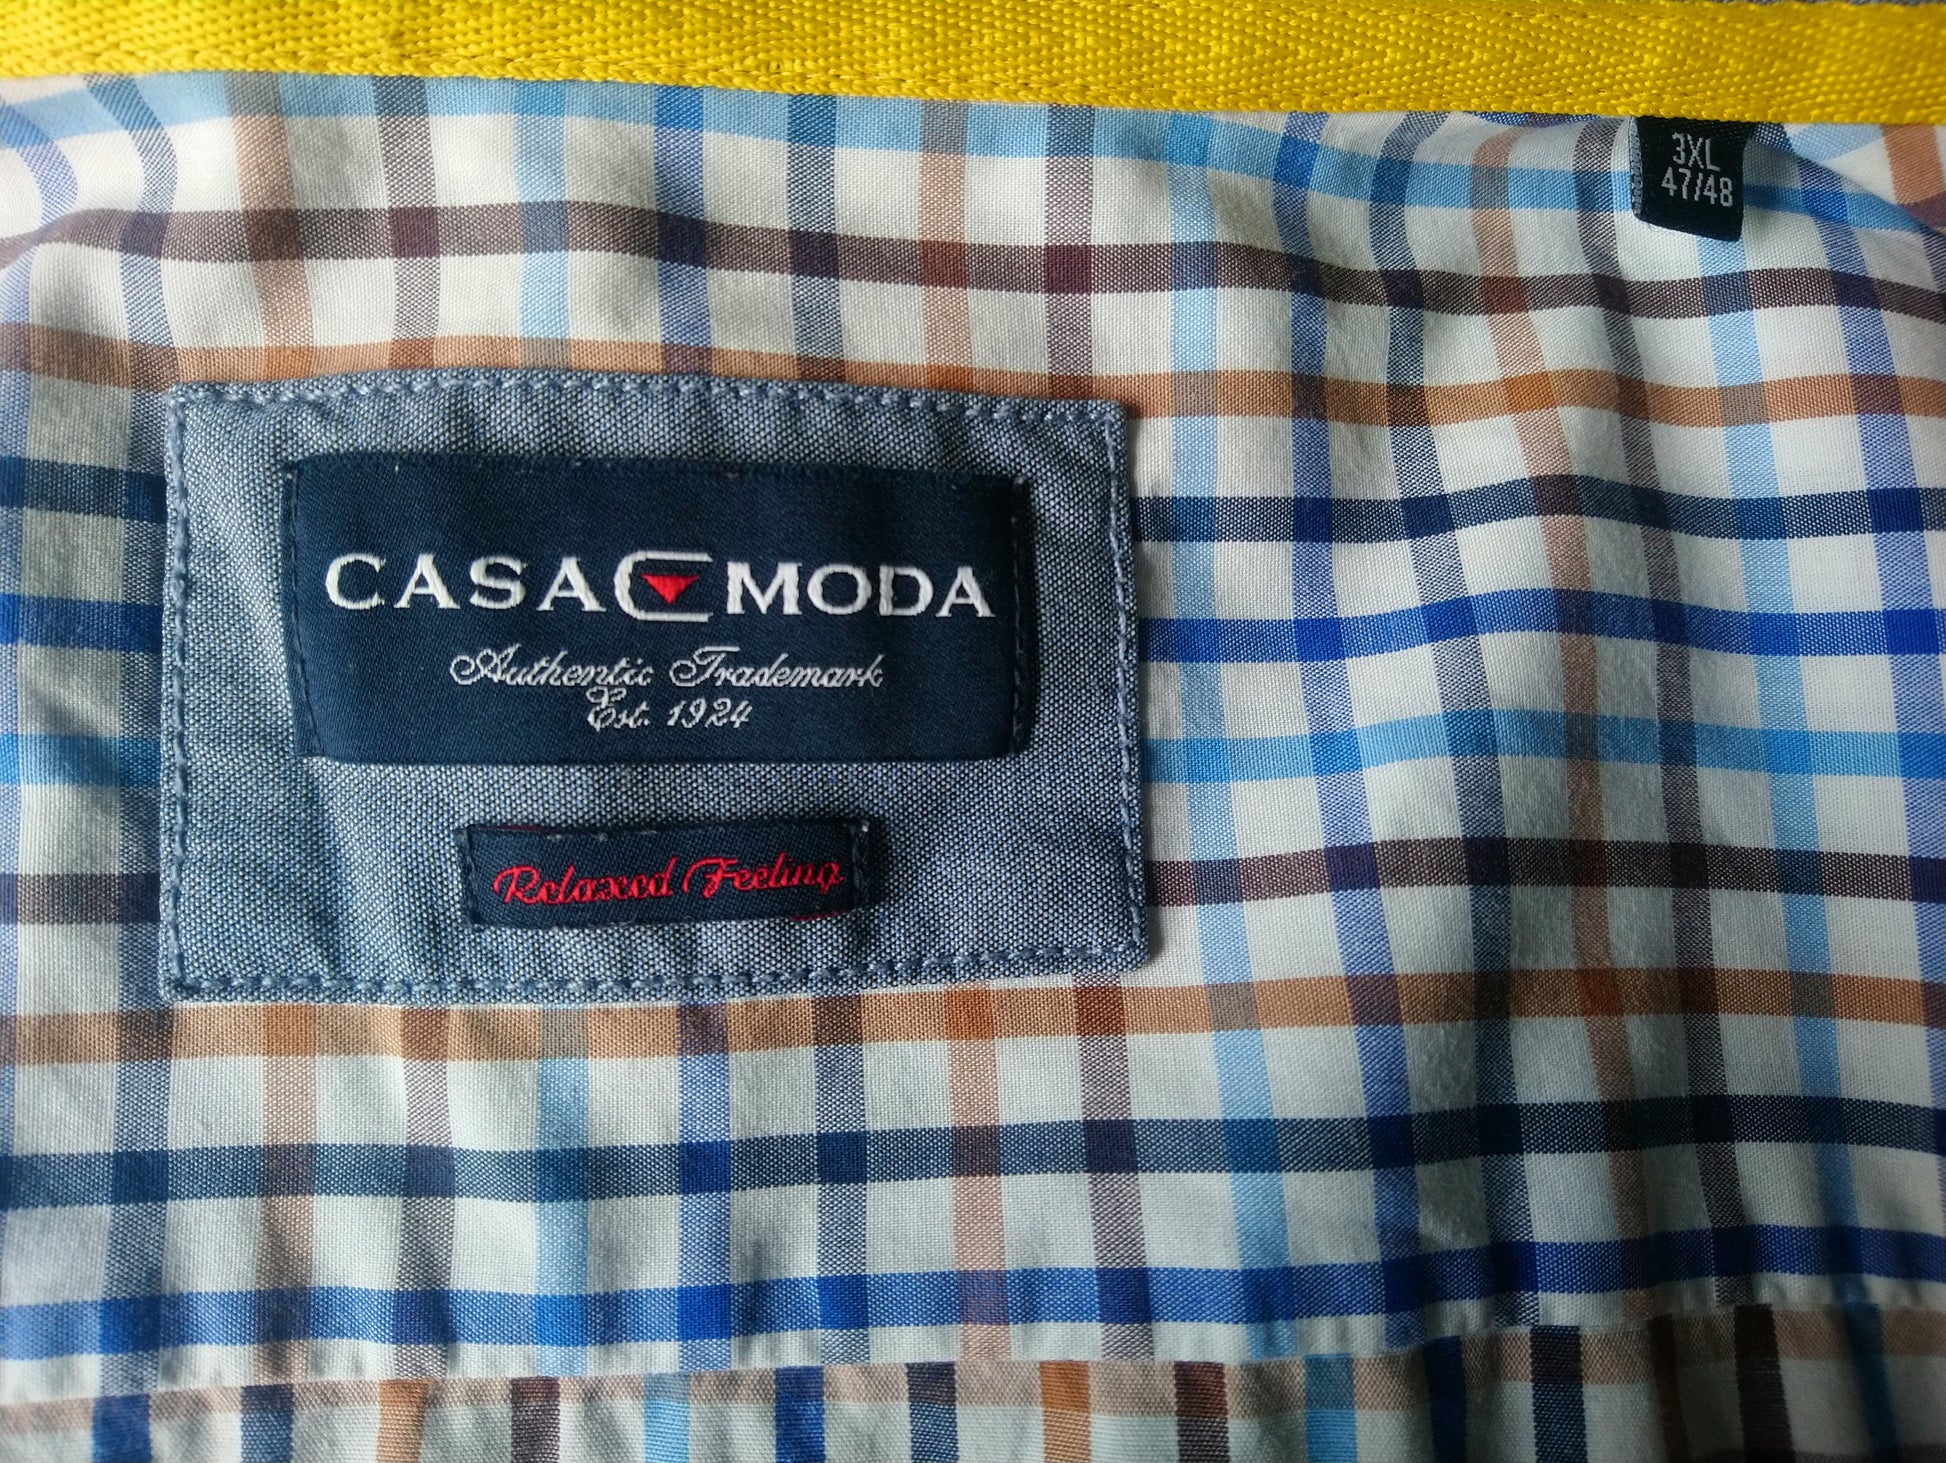 3XL
47/48
CASA MODA
Authentic Trademark
Est. 1924
Relaxed Feeling